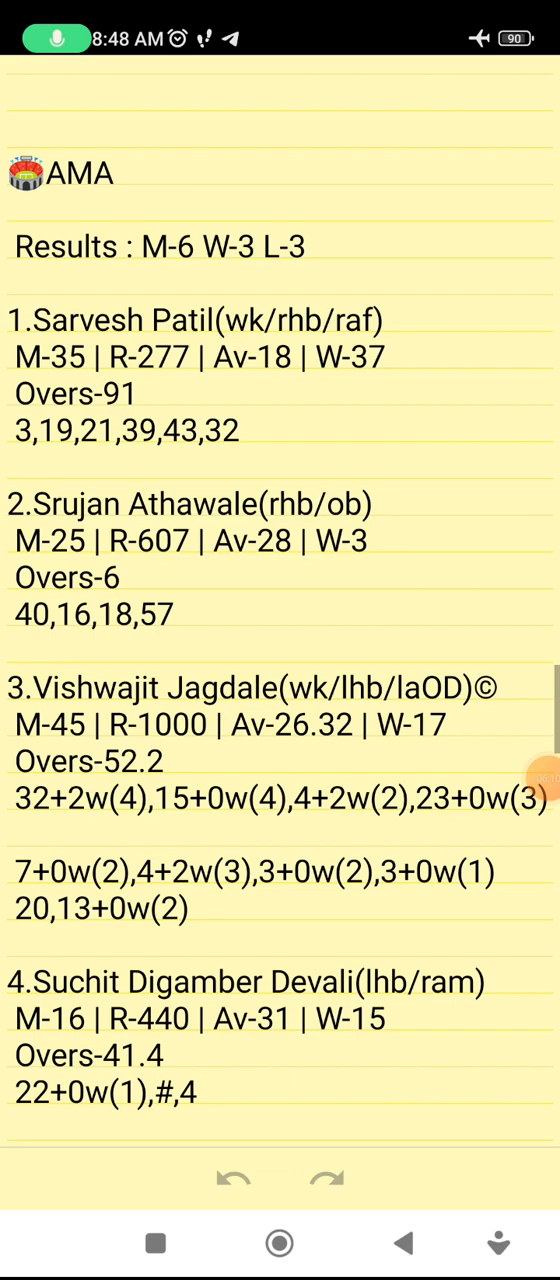 8:48 AM
90
AMA
Results : M-6 W-3 L-3
1.Sarvesh Patil(wk/rhb/raf)
M-35 | R-277 | Av-18 | W-37
Overs-91
3,19,21,39,43,32
2.Srujan Athawale(rhb/ob)
M-25 | R-607 | Av-28 | W-3
Overs-6
40,16,18,57
3.Vishwajit Jagdale(wk/lhb/laOD)©
M-45 | R-1000 | Av-26.32 | W-17
Overs-52.2
32+2w(4),15+0w(4),4+2w(2),23+0w(3)
7+0w(2),4+2w(3),3+0w(2),3+0w(1)
20,13+0w(2)
4.Suchit Digamber Devali(lhb/ram)
M-16 | R-440 | Av-31 | W-15
Overs-41.4
22+0w(1),#,4